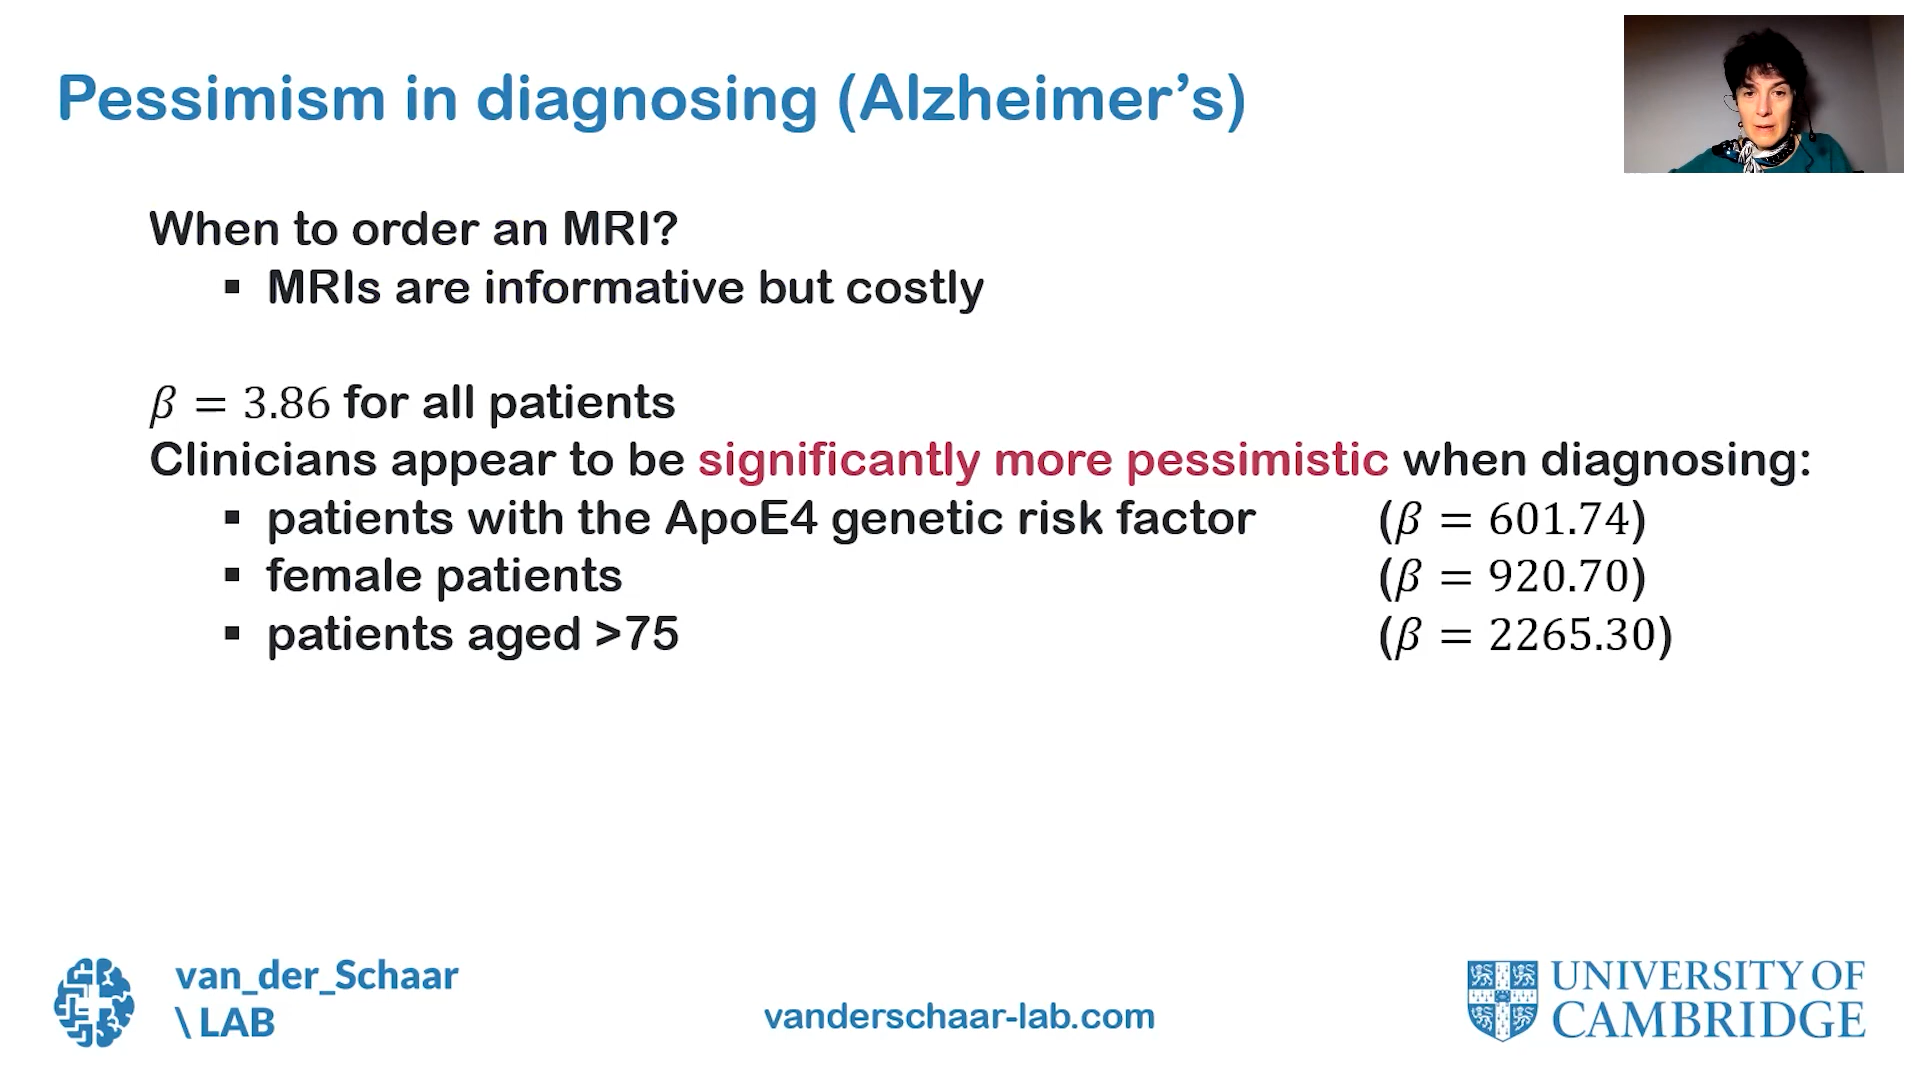 Pessimism in diagnosing (Alzheimer’s)
When to order an MRI?
▪ MRIs are informative but costly
β = 3.86 for all patients
Clinicians appear to be significantly more pessimistic when diagnosing:
▪ patients with the ApoE4 genetic risk factor (β = 601.74)
▪ female patients (β = 920.70)
▪ patients aged >75 (β = 2265.30)
van_der_Schaar
\ LAB
vanderschaar-lab.com
UNIVERSITY OF
CAMBRIDGE